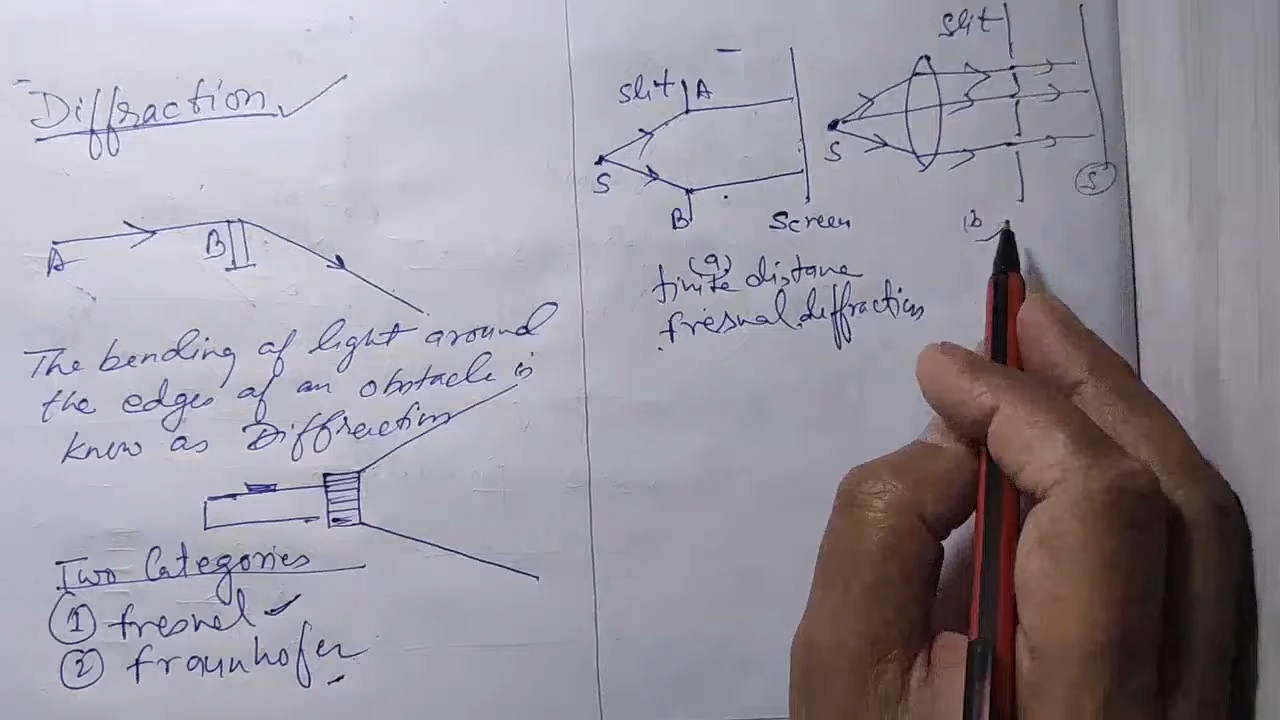 Diffraction
A
B
The bending of light around
the edges of an obstacle is
know as Diffraction
Two Categories
① fresnel
② fraunhofer
slit A
S
B
Screen
(a)
finite distance
fresnal diffraction
slit
S
S
(b